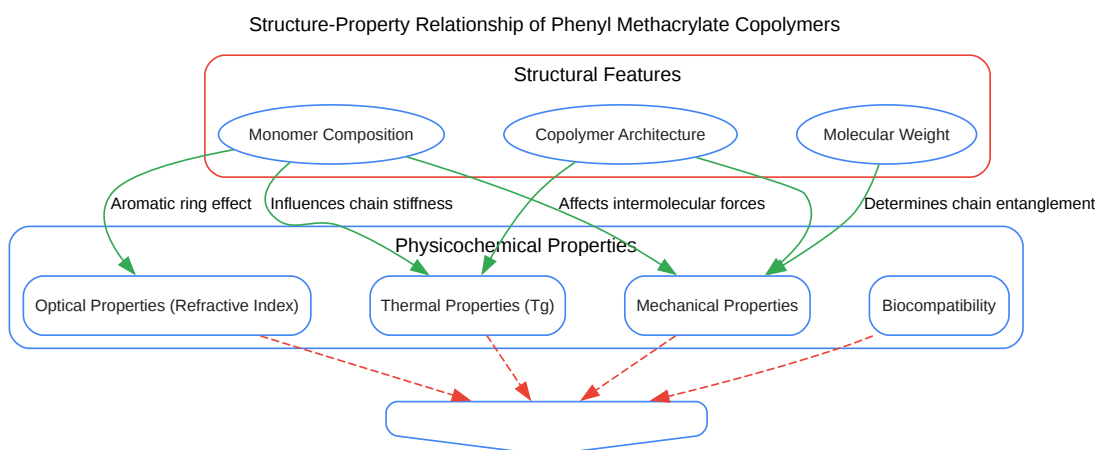 Structure-Property Relationship of Phenyl Methacrylate Copolymers
Structural Features
Monomer Composition
Copolymer Architecture
Molecular Weight
Aromatic ring effect
Influences chain stiffness
Affects intermolecular forces
Determines chain entanglement
Physicochemical Properties
Optical Properties (Refractive Index)
Thermal Properties (Tg)
Mechanical Properties
Biocompatibility